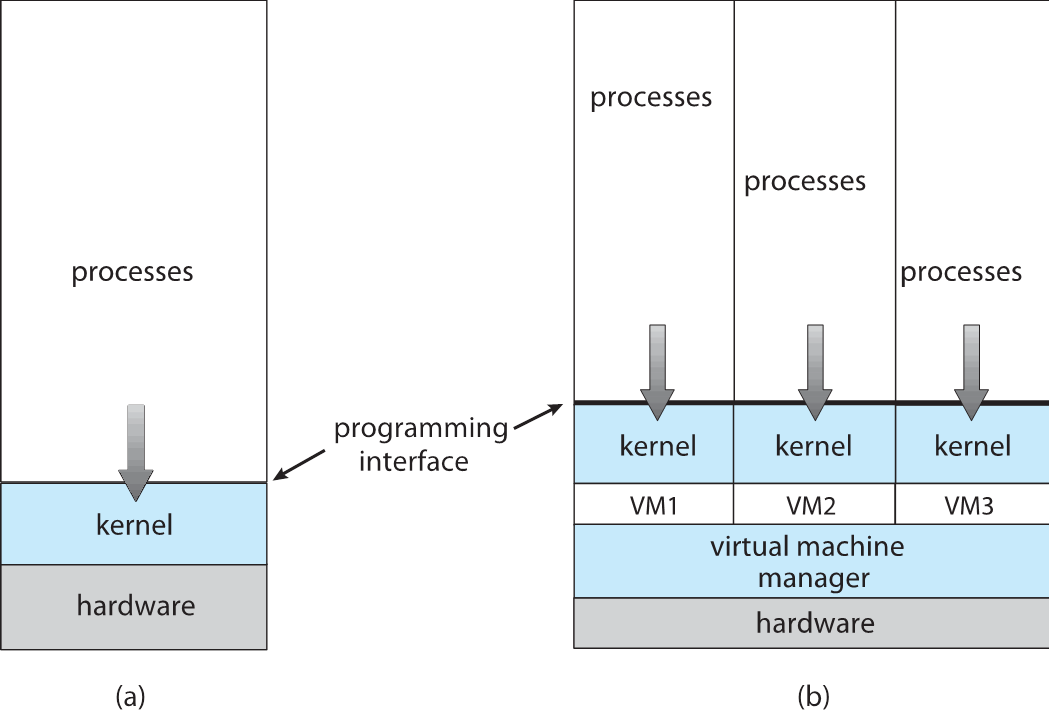 processes
kernel
hardware
(a)
programming
interface
processes
processes
processes
kernel
kernel
kernel
VM1
VM2
VM3
virtual machine
manager
hardware
(b)